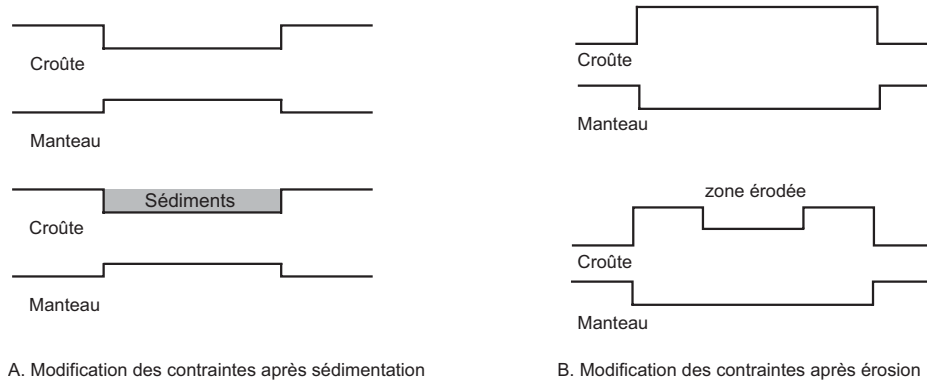 Croûte
Manteau
Sédiments
Croûte
Manteau
A. Modification des contraintes après sédimentation
Croûte
Manteau
zone érodée
Croûte
Manteau
B. Modification des contraintes après érosion